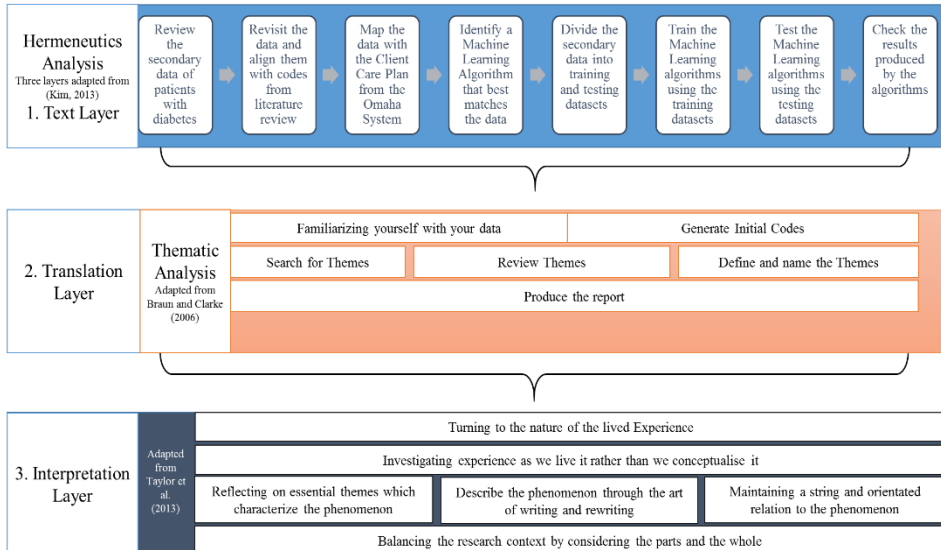 Hermeneutics
Analysis
Three layers adapted from
(Kim, 2013)
1. Text Layer
Review
the
secondary
data of
patients
with
diabetes
Revisit the
data and
align them
with codes
from
literature
review
Map the
data with
the Client
Care Plan
from the
Omaha
System
Identify a
Machine
Learning
Algorithm
that best
matches
the data
Divide the
secondary
data into
training
and testing
datasets
Train the
Machine
Learning
algorithms
using the
training
datasets
Test the
Machine
Learning
algorithms
using the
testing
datasets
Check the
results
produced by
the
algorithms
2. Translation
Layer
Thematic
Analysis
Adapted from
Braun and Clarke
(2006)
Familiarizing yourself with your data
Generate Initial Codes
Search for Themes
Review Themes
Define and name the Themes
Produce the report
3. Interpretation
Layer
Adapted
from
Taylor et
al.
(2013)
Turning to the nature of the lived Experience
Investigating experience as we live it rather than we conceptualise it
Reflecting on essential themes which
characterize the phenomenon
Describe the phenomenon through the art
of writing and rewriting
Maintaining a string and orientated
relation to the phenomenon
Balancing the research context by considering the parts and the whole